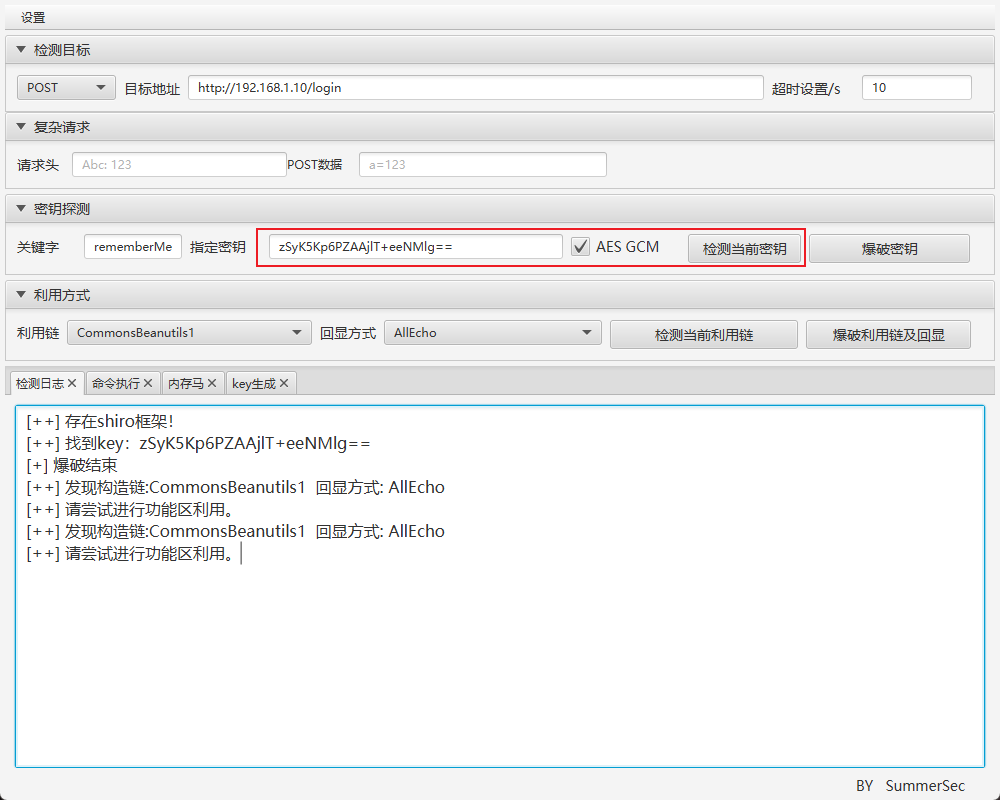 设置
检测目标
POST 目标地址 http://192.168.1.10/login 超时设置/s 10
复杂请求
请求头 Abc: 123 POST数据 a=123
密钥探测
关键字 rememberMe 指定密钥 zSyK5Kp6PZAAjlT+eeNMlg== AES GCM 检测当前密钥 爆破密钥
利用方式
利用链 CommonsBeanutils1 回显方式 AllEcho 检测当前利用链 爆破利用链及回显
检测日志 命令执行 内存马 key生成
[++] 存在shiro框架!
[++] 找到key：zSyK5Kp6PZAAjlT+eeNMlg==
[+] 爆破结束
[++] 发现构造链:CommonsBeanutils1 回显方式: AllEcho
[++] 请尝试进行功能区利用。
[++] 发现构造链:CommonsBeanutils1 回显方式: AllEcho
[++] 请尝试进行功能区利用。
BY SummerSec